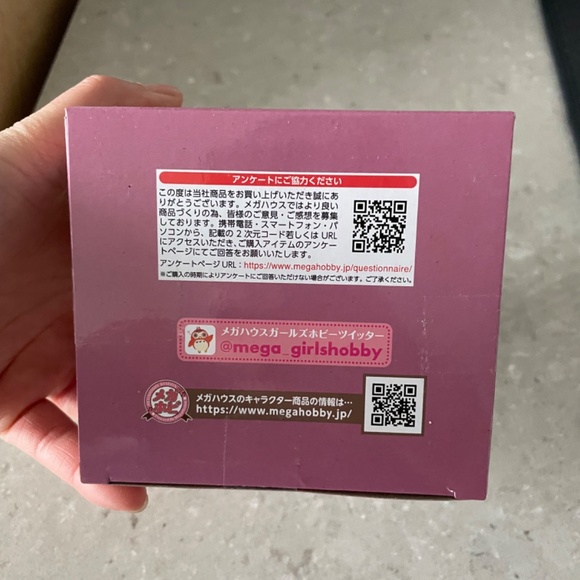 アンケートにご協力ください
この度は当社商品をお買い上げいただき誠にあ
りがとうございます。メガハウスではより良い
商品づくりの為、皆様のご意見・ご感想を募集
しております。携帯電話・スマートフォン・パ
ソコンから、記載の2次元コード若しくは URL
にアクセスいただき、ご購入アイテムのアンケー
トページにてご回答をお願いいたします。
アンケートページ URL：https://www.megahobby.jp/questionnaire/
※ご購入の時期によりアンケートにご回答いただけない場合がございます。ご了承ください。
メガハウスガールズホビーツイッター
@mega_girlshobby
メガホビ
メガハウスのキャラクター商品の情報は…
https://www.megahobby.jp/